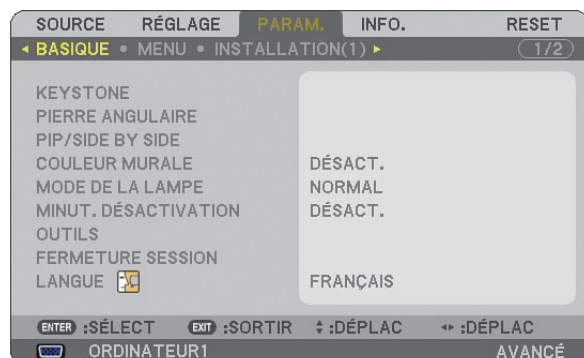 SOURCE RÉGLAGE PARAM. INFO. RESET
BASIQUE • MENU • INSTALLATION(1) 1/2
KEYSTONE
PIERRE ANGULAIRE
PIP/SIDE BY SIDE
COULEUR MURALE DÉSACT.
MODE DE LA LAMPE NORMAL
MINUT. DÉSACTIVATION DÉSACT.
OUTILS
FERMETURE SESSION
LANGUE FRANÇAIS
ENTER :SÉLECT EXIT :SORTIR :DÉPLAC :DÉPLAC
ORDINATEUR1 AVANCÉ